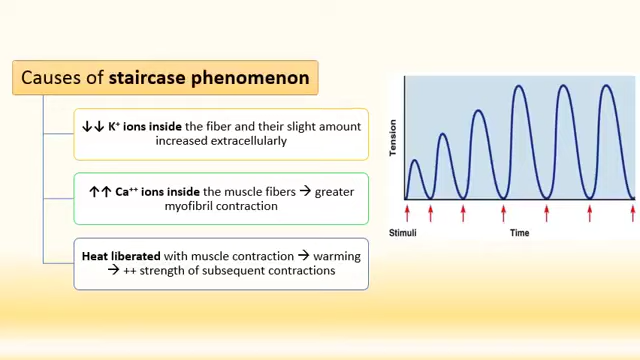 Causes of staircase phenomenon
↓↓ K⁺ ions inside the fiber and their slight amount
increased extracellularly
↑↑ Ca⁺⁺ ions inside the muscle fibers → greater
myofibril contraction
Heat liberated with muscle contraction → warming
→ ++ strength of subsequent contractions
Tension
Stimuli
Time